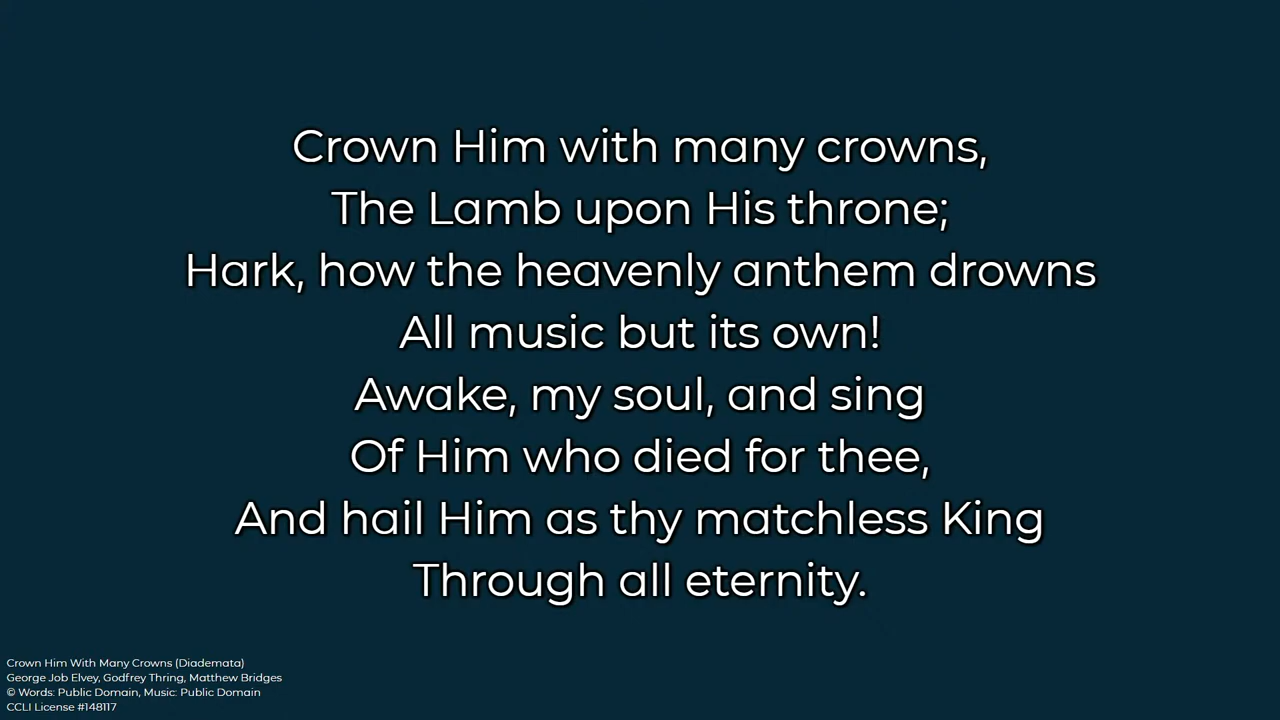 Crown Him with many crowns,
The Lamb upon His throne;
Hark, how the heavenly anthem drowns
All music but its own!
Awake, my soul, and sing
Of Him who died for thee,
And hail Him as thy matchless King
Through all eternity.
Crown Him With Many Crowns (Diademata)
George Job Elvey, Godfrey Thring, Matthew Bridges
© Words: Public Domain, Music: Public Domain
CCLI License #148117